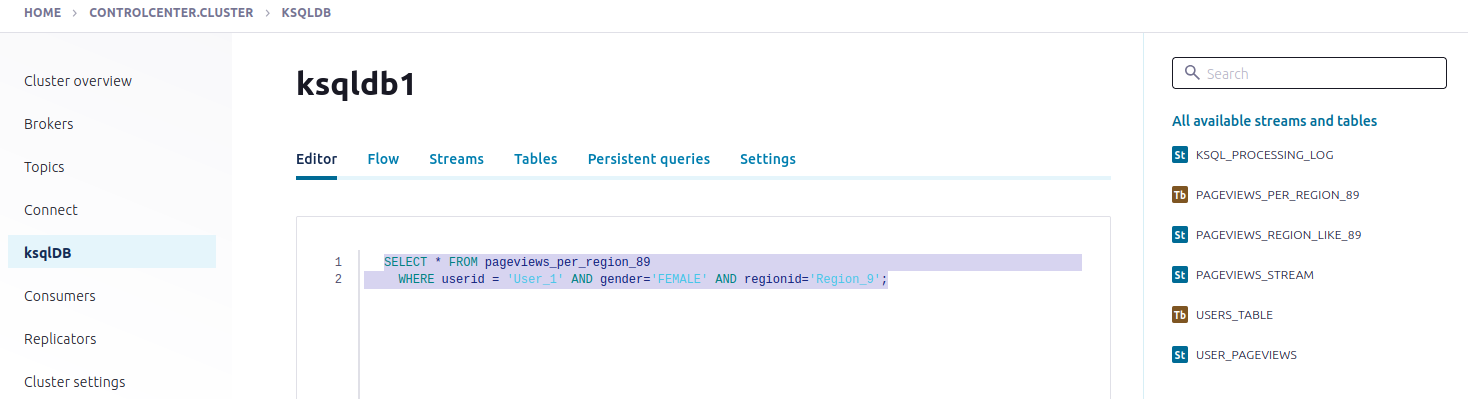 HOME > CONTROLCENTER.CLUSTER > KSQLDB
Cluster overview
Brokers
Topics
Connect
ksqlDB
Consumers
Replicators
Cluster settings
ksqldb1
Editor Flow Streams Tables Persistent queries Settings
1 SELECT * FROM pageviews_per_region_89
2 WHERE userid = 'User_1' AND gender='FEMALE' AND regionid='Region_9';
Search
All available streams and tables
St KSQL_PROCESSING_LOG
Tb PAGEVIEWS_PER_REGION_89
St PAGEVIEWS_REGION_LIKE_89
St PAGEVIEWS_STREAM
Tb USERS_TABLE
St USER_PAGEVIEWS